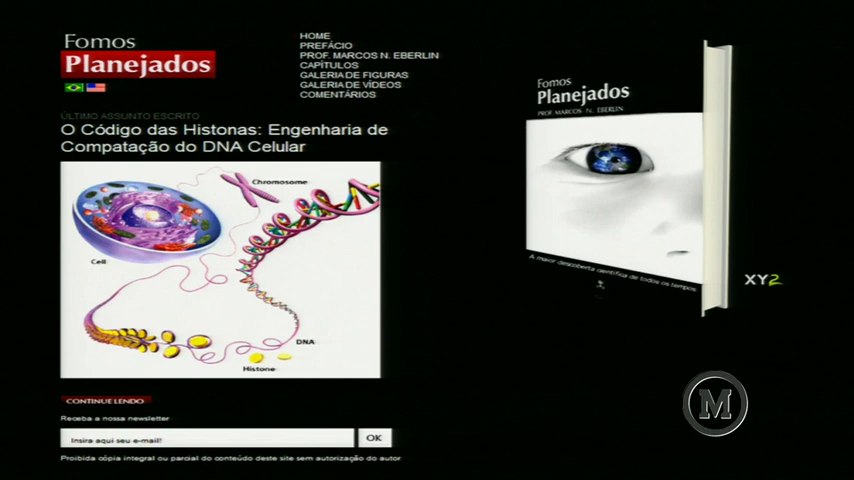 Fomos
Planejados
HOME
PREFÁCIO
PROF. MARCOS N. EBERLIN
CAPÍTULOS
GALERIA DE FIGURAS
GALERIA DE VÍDEOS
COMENTÁRIOS
ÚLTIMO ASSUNTO ESCRITO
O Código das Histonas: Engenharia de
Compatação do DNA Celular
Chromosome
Cell
DNA
Histone
CONTINUE LENDO
Receba a nossa newsletter
Insira aqui seu e-mail!
OK
Proibida cópia integral ou parcial do conteúdo deste site sem autorização do autor
Fomos
Planejados
PROF. MARCOS N. EBERLIN
A maior descoberta científica de todos os tempos
XY2
M